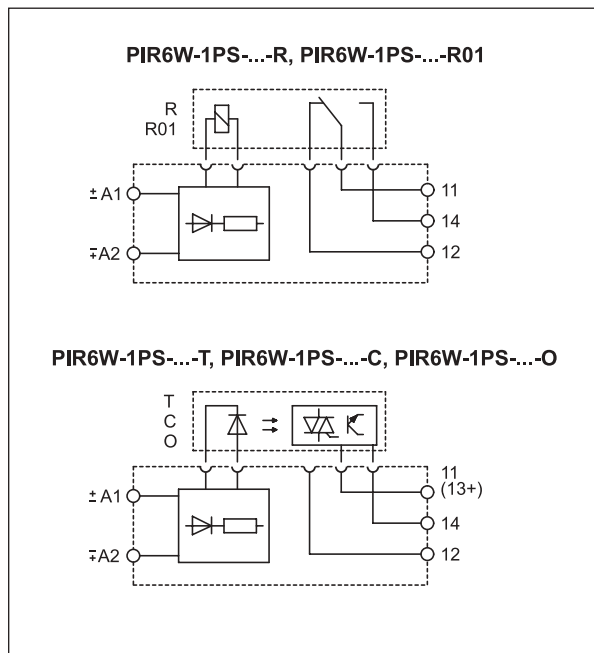 PIR6W-1PS-...-R, PIR6W-1PS-...-R01
R
R01
± A1
11
14
∓ A2
12
PIR6W-1PS-...-T, PIR6W-1PS-...-C, PIR6W-1PS-...-O
T
C
O
11
(13+)
± A1
14
∓ A2
12